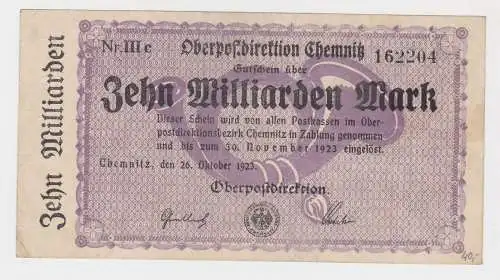 Zehn Milliarden
Nr. III c
Oberpostdirektion Chemnitz
162204
Gutschein über
Zehn Milliarden Mark
Dieser Schein wird von allen Postkassen im Ober-
postdirektionsbezirk Chemnitz in Zahlung genommen
und bis zum 30. November 1923 eingelöst.
Chemnitz, den 26. Oktober 1923.
Oberpostdirektion.
40,-